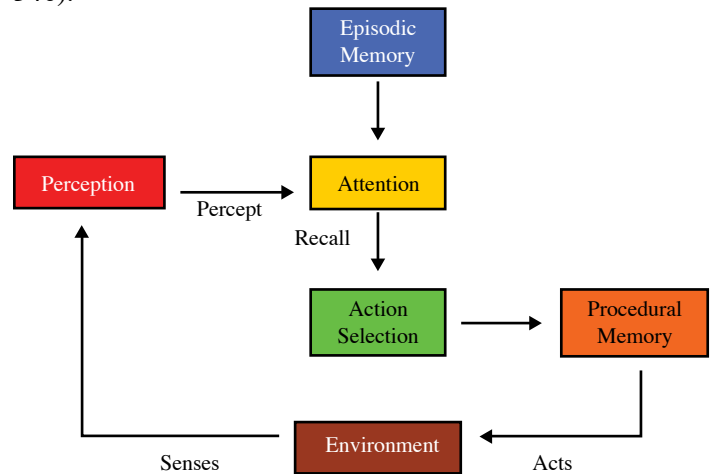 Episodic
Memory
Perception
Attention
Percept
Recall
Action
Selection
Procedural
Memory
Environment
Senses
Acts